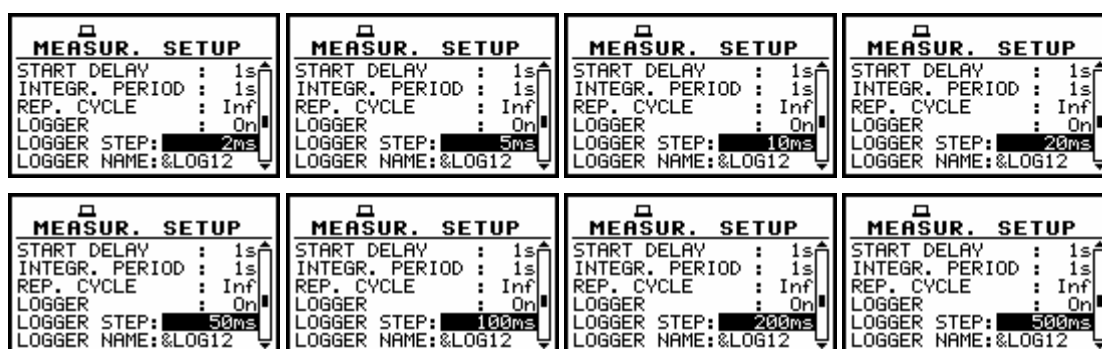 MEASUR. SETUP
START DELAY : 1s
INTEGR. PERIOD : 1s
REP. CYCLE : Inf
LOGGER : On
LOGGER STEP: 2ms
LOGGER NAME:&LOG12
MEASUR. SETUP
START DELAY : 1s
INTEGR. PERIOD : 1s
REP. CYCLE : Inf
LOGGER : On
LOGGER STEP: 5ms
LOGGER NAME:&LOG12
MEASUR. SETUP
START DELAY : 1s
INTEGR. PERIOD : 1s
REP. CYCLE : Inf
LOGGER : On
LOGGER STEP: 10ms
LOGGER NAME:&LOG12
MEASUR. SETUP
START DELAY : 1s
INTEGR. PERIOD : 1s
REP. CYCLE : Inf
LOGGER : On
LOGGER STEP: 20ms
LOGGER NAME:&LOG12
MEASUR. SETUP
START DELAY : 1s
INTEGR. PERIOD : 1s
REP. CYCLE : Inf
LOGGER : On
LOGGER STEP: 50ms
LOGGER NAME:&LOG12
MEASUR. SETUP
START DELAY : 1s
INTEGR. PERIOD : 1s
REP. CYCLE : Inf
LOGGER : On
LOGGER STEP: 100ms
LOGGER NAME:&LOG12
MEASUR. SETUP
START DELAY : 1s
INTEGR. PERIOD : 1s
REP. CYCLE : Inf
LOGGER : On
LOGGER STEP: 200ms
LOGGER NAME:&LOG12
MEASUR. SETUP
START DELAY : 1s
INTEGR. PERIOD : 1s
REP. CYCLE : Inf
LOGGER : On
LOGGER STEP: 500ms
LOGGER NAME:&LOG12